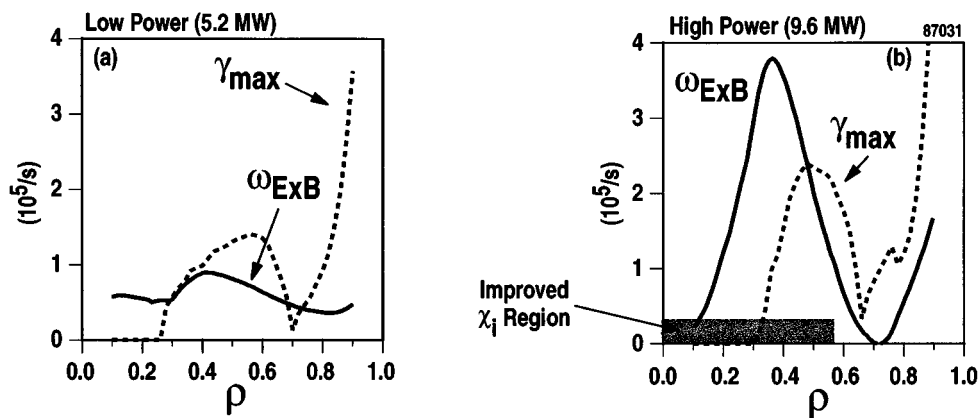 Low Power (5.2 MW)
(a)
γmax
ωExB
(10⁵/s)
4
3
2
1
0
0.0 0.2 0.4 0.6 0.8 1.0
ρ
High Power (9.6 MW)
87031
(b)
ωExB
γmax
(10⁵/s)
4
3
2
1
0
Improved
χi Region
0.0 0.2 0.4 0.6 0.8 1.0
ρ